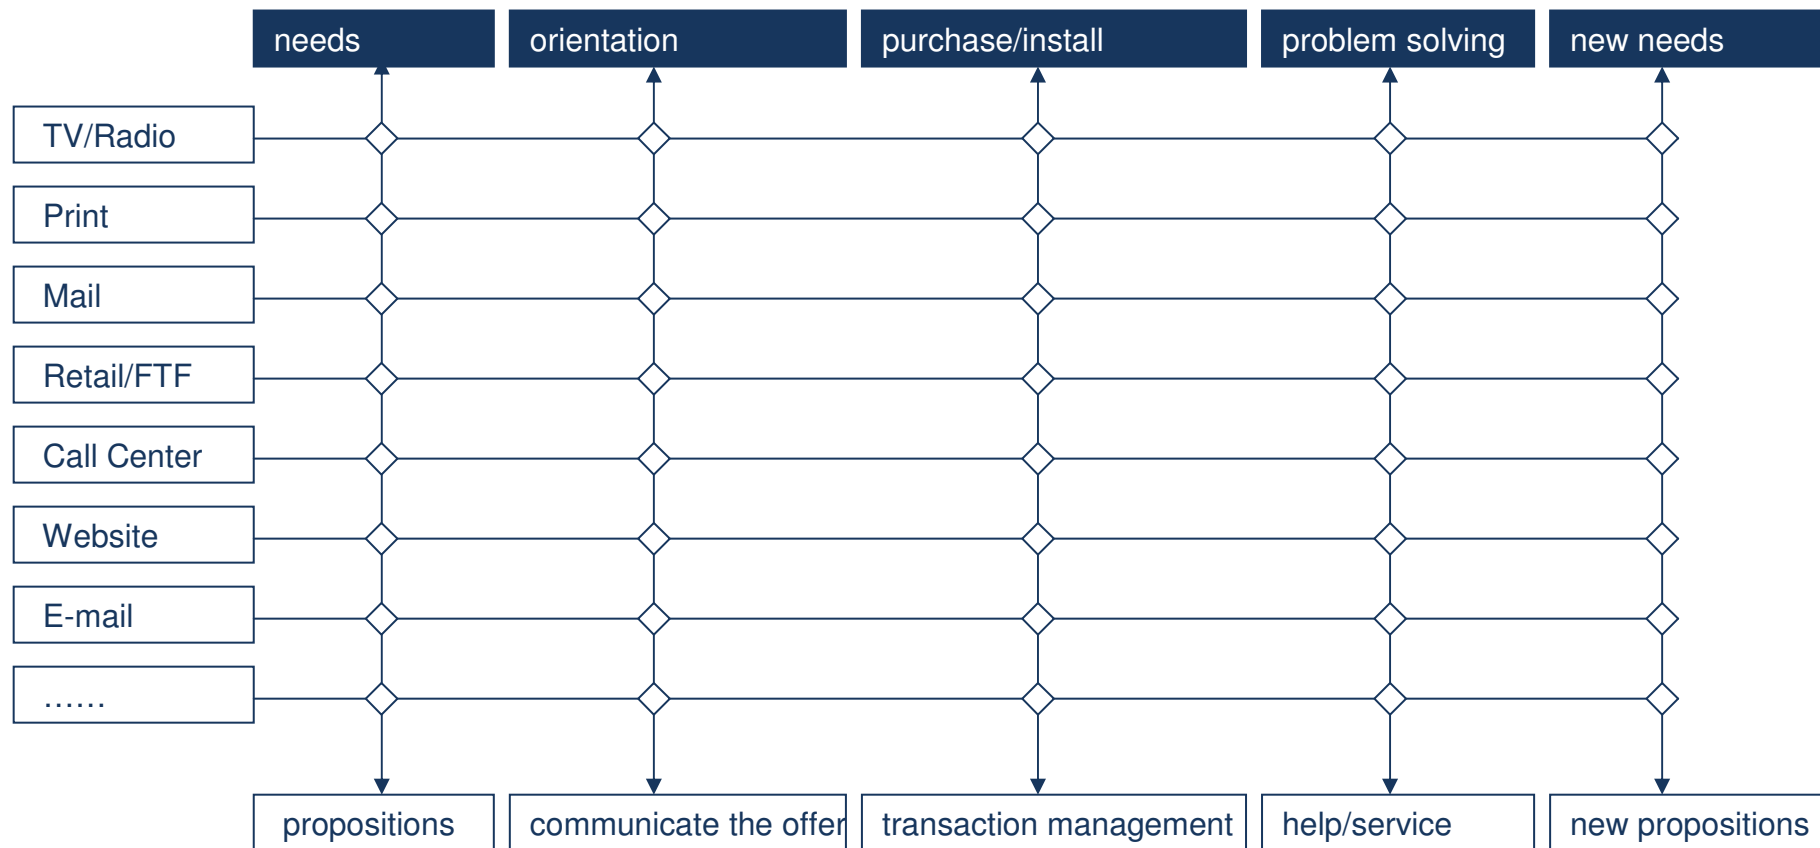 needs
orientation
purchase/install
problem solving
new needs
TV/Radio
Print
Mail
Retail/FTF
Call Center
Website
E-mail
……
propositions
communicate the offer
transaction management
help/service
new propositions